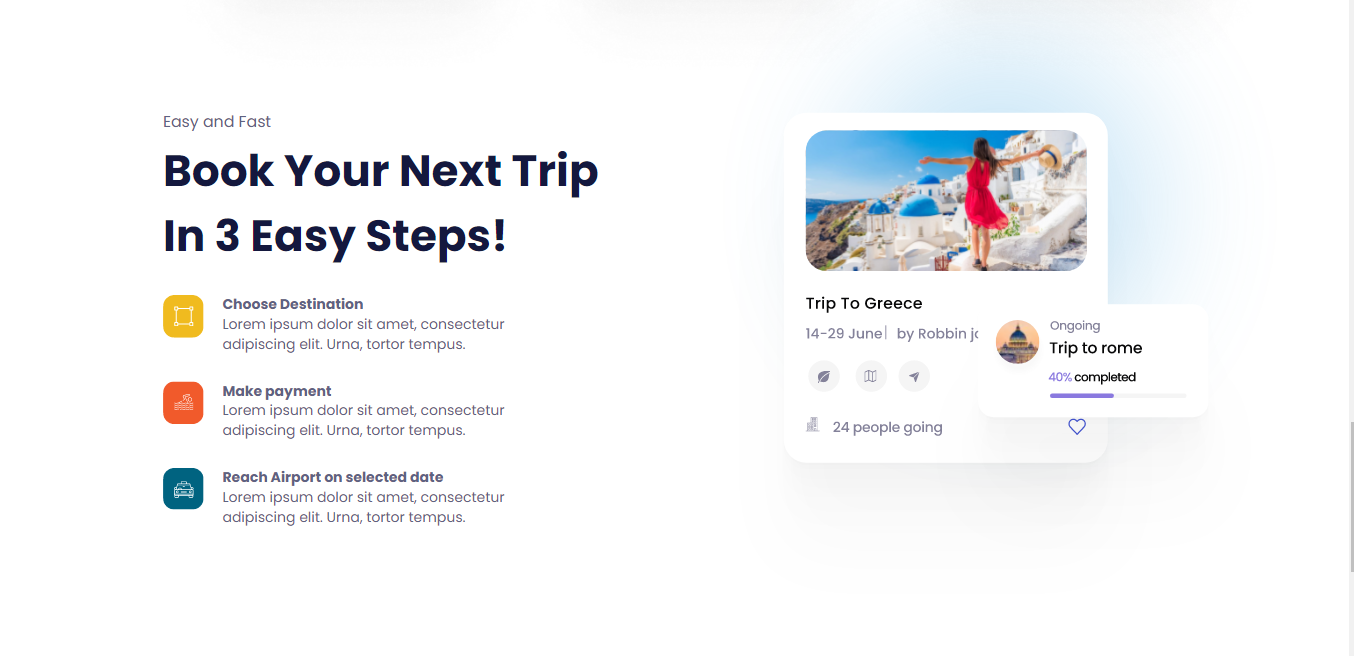 Easy and Fast
Book Your Next Trip
In 3 Easy Steps!
Choose Destination
Lorem ipsum dolor sit amet, consectetur
adipiscing elit. Urna, tortor tempus.
Make payment
Lorem ipsum dolor sit amet, consectetur
adipiscing elit. Urna, tortor tempus.
Reach Airport on selected date
Lorem ipsum dolor sit amet, consectetur
adipiscing elit. Urna, tortor tempus.
Trip To Greece
14-29 June | by Robbin
24 people going
Ongoing
Trip to rome
40% completed